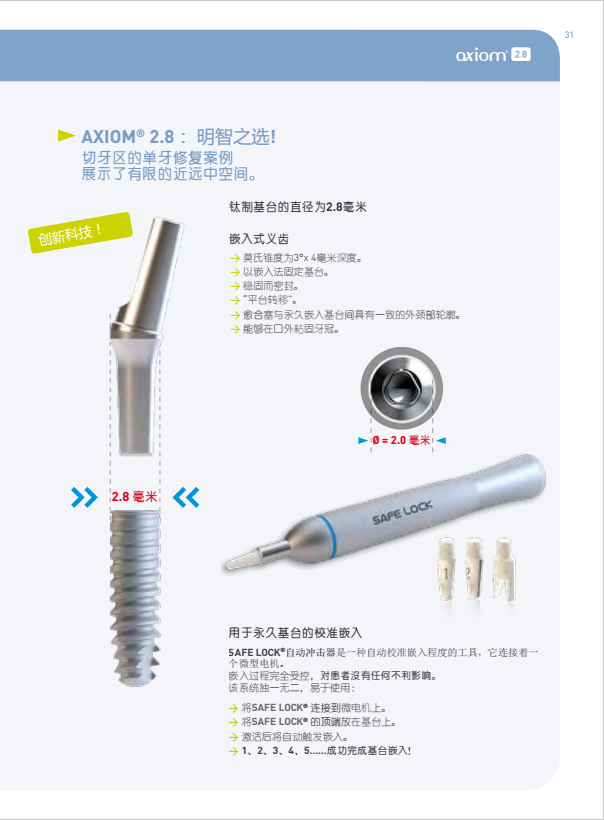 31
axiom® 2.8
AXIOM® 2.8 ：明智之选!
切牙区的单牙修复案例
展示了有限的近远中空间。
创新科技！
钛制基台的直径为2.8毫米
嵌入式义齿
→ 莫氏锥度为3°x 4毫米深度。
→ 以嵌入法固定基台。
→ 稳固而密封。
→ “平台转移”。
→ 愈合塞与永久嵌入基台间具有一致的外颈部轮廓。
→ 能够在口外粘固牙冠。
Ø = 2.0 毫米
2.8 毫米
SAFE LOCK
1
2
用于永久基台的校准嵌入
SAFE LOCK®自动冲击器是一种自动校准嵌入程度的工具，它连接着一
个微型电机。
嵌入过程完全受控，对患者没有任何不利影响。
该系统独一无二，易于使用：
→ 将SAFE LOCK® 连接到微电机上。
→ 将SAFE LOCK® 的顶端放在基台上。
→ 激活后将自动触发嵌入。
→ 1、2、3、4、5……成功完成基台嵌入!